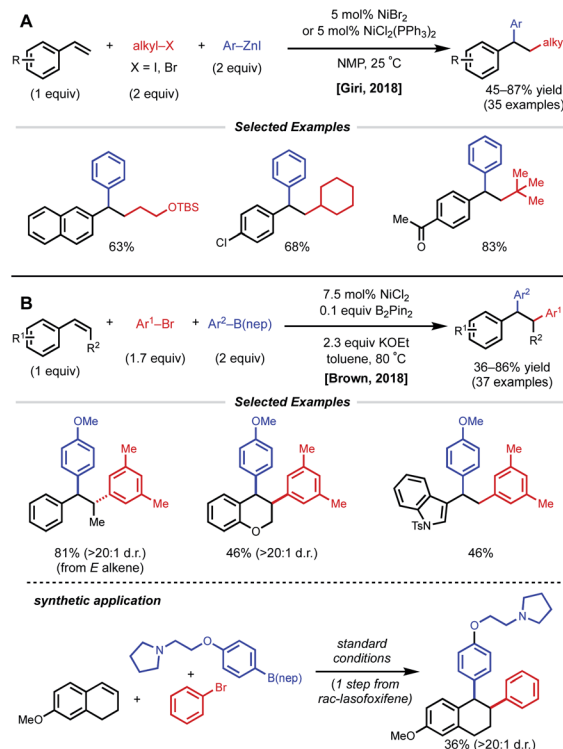 A
R
+ alkyl–X + Ar–ZnI
X = I, Br
(1 equiv) (2 equiv) (2 equiv)
5 mol% NiBr2
or 5 mol% NiCl2(PPh3)2
NMP, 25 °C
[Giri, 2018]
Ar
R alky
45–87% yield
(35 examples)
Selected Examples
OTBS
63%
Cl
68%
Me
O
Me
Me
Me
83%
B
R1
R2
+ Ar1–Br + Ar2–B(nep)
(1 equiv) (1.7 equiv) (2 equiv)
7.5 mol% NiCl2
0.1 equiv B2Pin2
2.3 equiv KOEt
toluene, 80 °C
[Brown, 2018]
Ar2
Ar1
R1
R2
36–86% yield
(37 examples)
Selected Examples
OMe
Me
Me
Me
81% (>20:1 d.r.)
(from E alkene)
OMe
Me
Me
O
46% (>20:1 d.r.)
OMe
Me
Me
TsN
46%
synthetic application
N
O
B(nep)
+
Br
MeO
+
standard
conditions
(1 step from
rac-lasofoxifene)
N
O
MeO
36% (>20:1 d.r.)